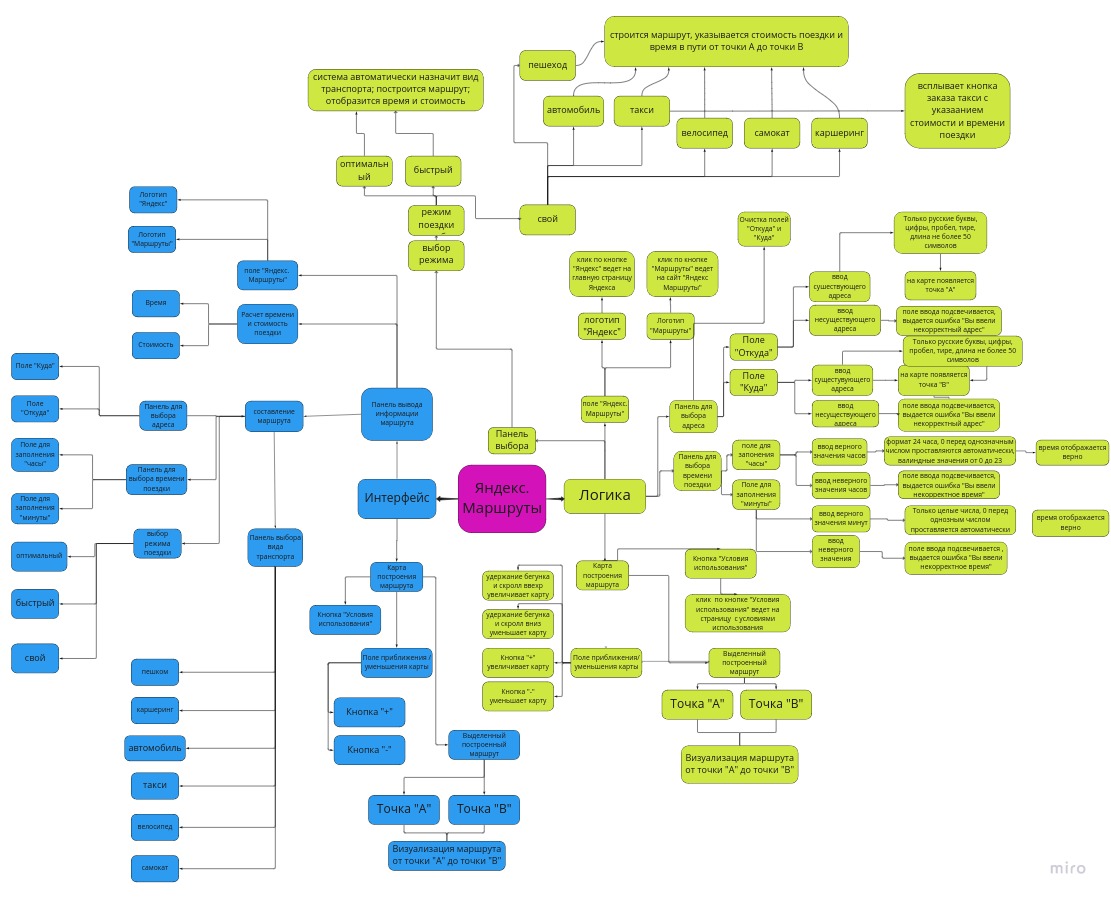 строится маршрут, указывается стоимость поездки и
время в пути от точки А до точки В
пешеход
система автоматически назначит вид
транспорта; построится маршрут;
отобразится время и стоимость
автомобиль
такси
велосипед
самокат
каршеринг
всплывает кнопка
заказа такси с
указаанием
стоимости и времени
поездки
оптимальн
ый
быстрый
режим
поездки
свой
выбор
режима
Логотип
"Яндекс"
Логотип
"Маршруты"
поле "Яндекс.
Маршруты"
Время
Стоимость
Расчет времени
и стоимость
поездки
Очистка полей
"Откуда" и
"Куда"
Только русские буквы,
цифры, пробел, тире,
длина не более 50
символов
клик по кнопке
"Яндекс" ведет на
главную страницу
Яндекса
клик по кнопке
"Маршруты" ведет
на сайт "Яндекс
Маршруты"
ввод
сушествующего
адреса
на карте появляется
точка "А"
логотип
"Яндекс"
Логотип
"Маршруты"
ввод
несуществующего
адреса
поле ввода подсвечивается,
выдается ошибка "Вы ввели
некорректный адрес"
Поле
"Откуда"
Только русские буквы, цифры,
пробел, тире, длина не более 50
символов
Поле
"Куда"
ввод
существующего
адреса
на карте появляется
точка "В"
Поле "Куда"
Поле
"Откуда"
Панель для
выбора
адреса
составление
маршрута
Панель вывода
информации
маршрута
поле "Яндекс.
Маршруты"
Панель для
выбора
адреса
ввод
несуществующего
адреса
поле ввода подсвечивается,
выдается ошибка "Вы ввели
некорректный адрес"
Панель
выбора
Поле для
заполнения
"часы"
Панель для
выбора времени
поездки
Поле для
заполнения
"минуты"
Панель для
выбора
времени
поездки
поле для
запонения
"часы"
ввод верного
значения часов
формат 24 часа, 0 перед однозначным
числом проставляются автоматически,
валиндные значения от 0 до 23
время отображается
верно
ввод неверного
значения часов
поле ввода подсвечивается,
выдается ошибка "Вы ввели
некорректное время"
Поле для
заполнения
"минуты"
Интерфейс
Яндекс.
Маршруты
Логика
ввод верного
значения минут
Только целые числа, 0 перед
однозным числом
проставляется автоматически
время отображается
верно
ввод
неверного
значения
поле ввода подсвечивается ,
выдается ошибка "Вы ввели
некорректное время"
выбор
режима
поездки
Панель выбора
вида
транспорта
оптимальный
быстрый
свой
Карта
построения
маршрута
Кнопка "Условия
использования"
Поле приближения /
уменьшения карты
Кнопка "+"
Кнопка "-"
Выделенный
построенный
маршрут
Точка "А"
Точка "В"
Визуализация маршрута
от точки "А" до точки "В"
Карта
построения
маршрута
Кнопка "Условия
использования"
клик по кнопке "Условия
использования" ведет на
страницу с условиями
использования
удержание бегунка
и скролл ввехр
увеличивает карту
удержание бегунка
и скролл вниз
уменьшает карту
Кнопка "+"
увеличивает карту
Кнопка "-"
уменьшает карту
Поле приближения/
уменьшения карты
Выделенный
построенный
маршрут
Точка "А"
Точка "В"
Визуализация маршрута
от точки "А" до точки "В"
пешком
каршеринг
автомобиль
такси
велосипед
самокат
miro